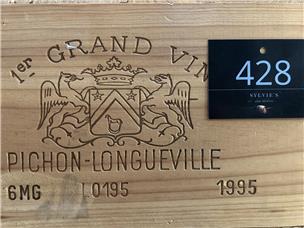 1er GRAND VIN
428
SYLVIE'S
PICHON-LONGUEVILLE
6MG L0195 1995